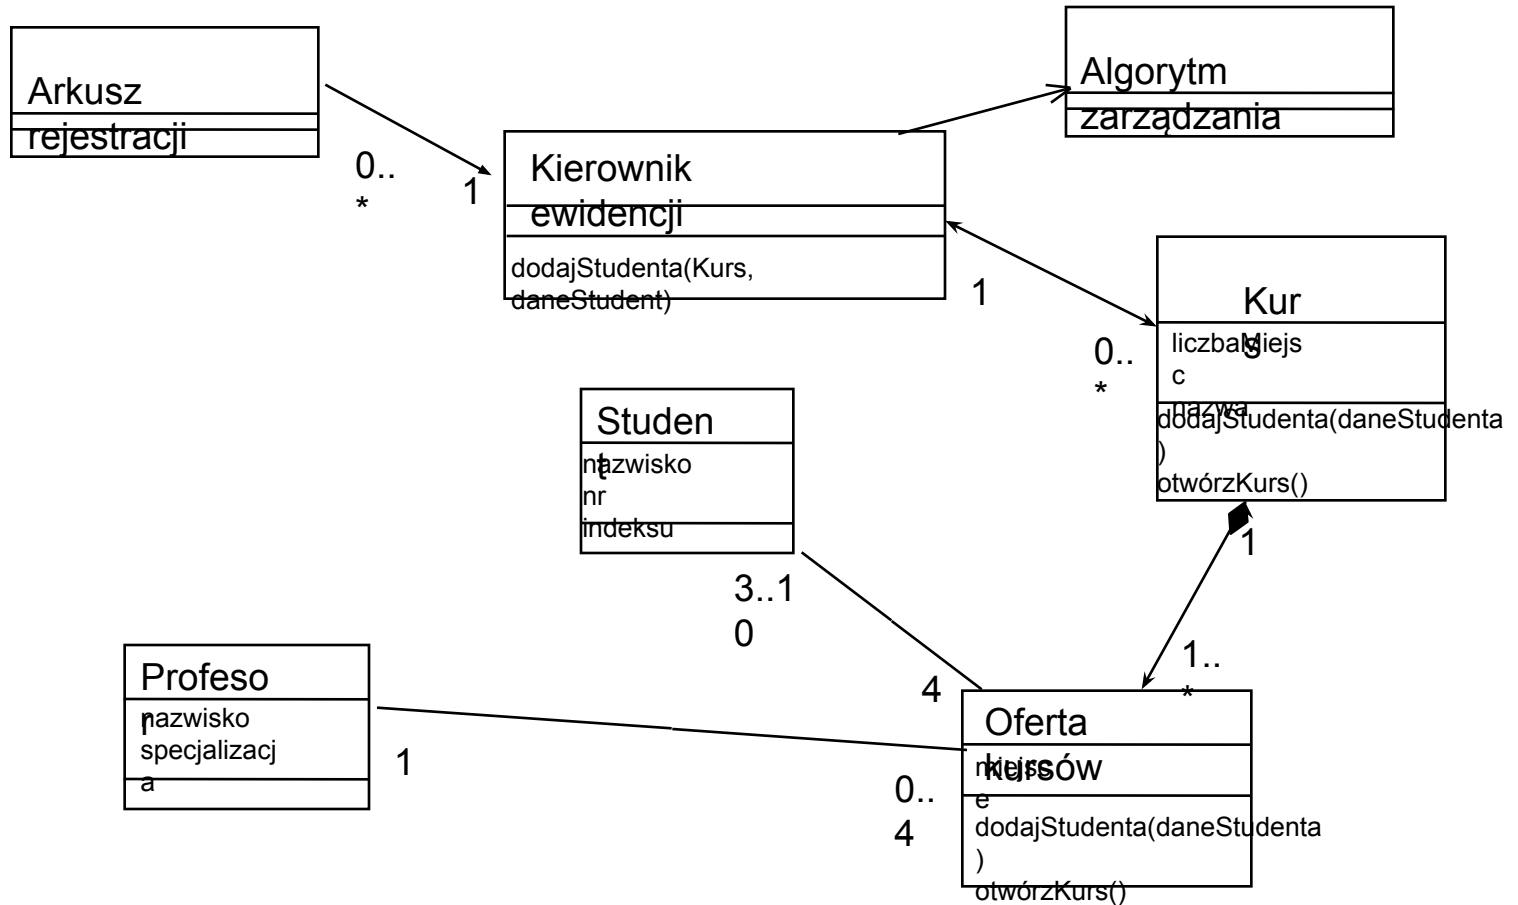 Arkusz
rejestracji
0..
*
1
Kierownik
ewidencji
dodajStudenta(Kurs,
daneStudent)
Algorytm
zarządzania
1
0..
*
Kur
s
liczbaMiejs
c
nazwa
dodajStudenta(daneStudenta
)
otwórzKurs()
1
1..
*
Studen
t
nazwisko
nr
indeksu
3..1
0
4
Profeso
r
nazwisko
specjalizacj
a
1
0..
4
Oferta
kursów
miejsc
e
dodajStudenta(daneStudenta
)
otwórzKurs()